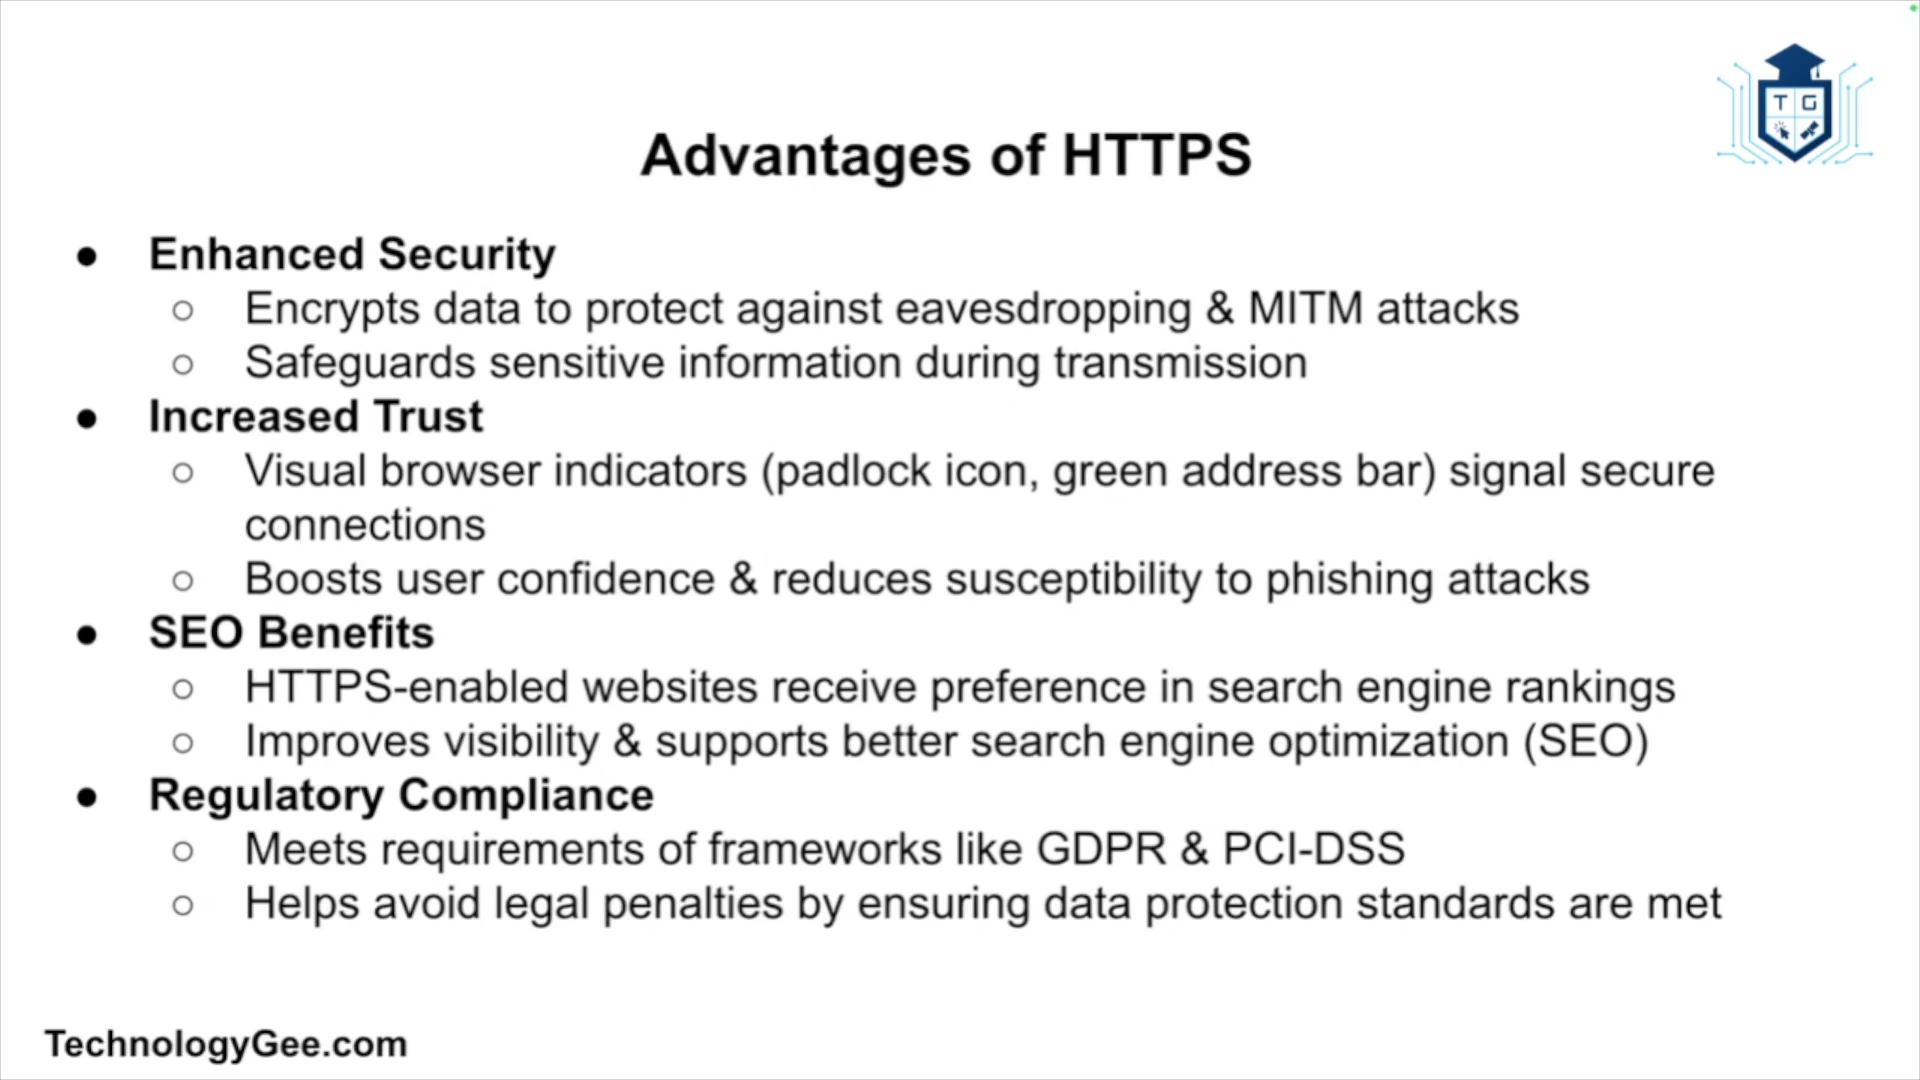 T G
Advantages of HTTPS
● Enhanced Security
○ Encrypts data to protect against eavesdropping & MITM attacks
○ Safeguards sensitive information during transmission
● Increased Trust
○ Visual browser indicators (padlock icon, green address bar) signal secure
connections
○ Boosts user confidence & reduces susceptibility to phishing attacks
● SEO Benefits
○ HTTPS-enabled websites receive preference in search engine rankings
○ Improves visibility & supports better search engine optimization (SEO)
● Regulatory Compliance
○ Meets requirements of frameworks like GDPR & PCI-DSS
○ Helps avoid legal penalties by ensuring data protection standards are met
TechnologyGee.com